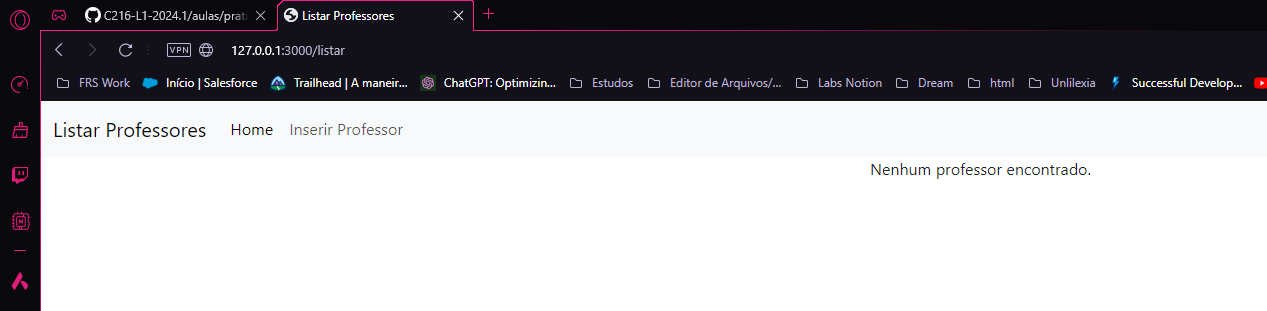 C216-L1-2024.1/aulas/prati
Listar Professores
VPN
127.0.0.1:3000/listar
FRS Work
Início | Salesforce
Trailhead | A maneir...
ChatGPT: Optimizin...
Estudos
Editor de Arquivos/...
Labs Notion
Dream
html
Unilexia
Successful Develop...
Listar Professores Home Inserir Professor
Nenhum professor encontrado.